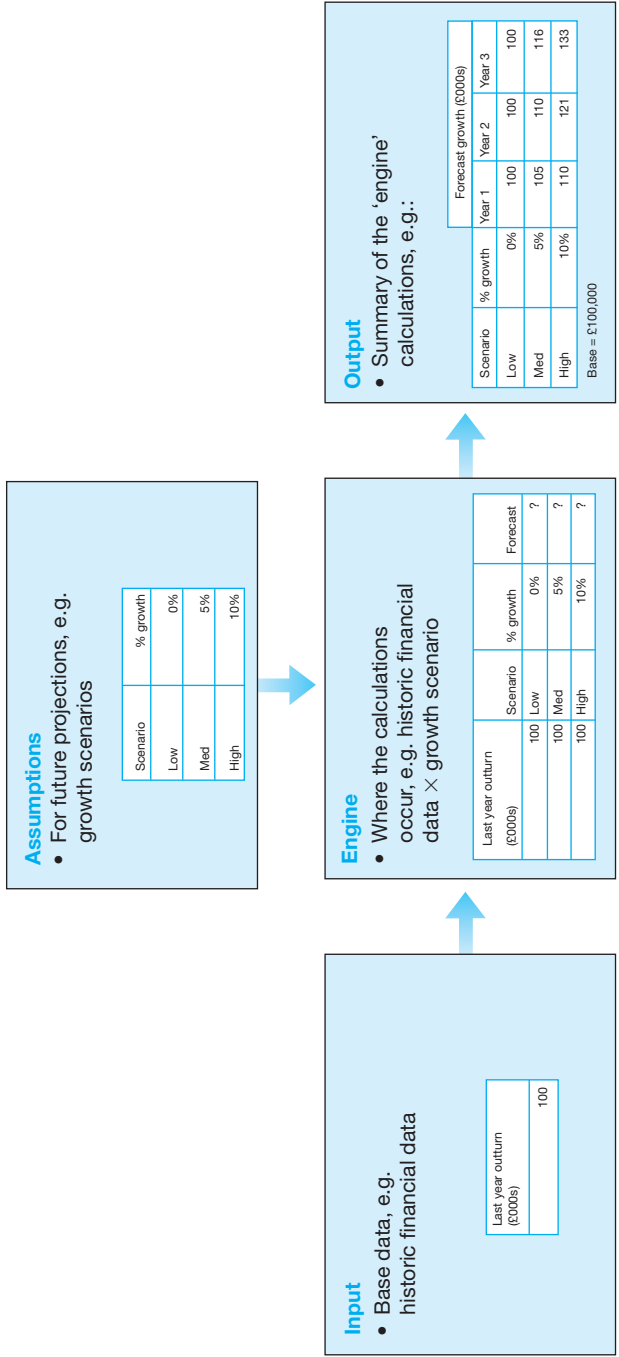 Assumptions
• For future projections, e.g.
growth scenarios
Scenario % growth
Low 0%
Med 5%
High 10%
Input
• Base data, e.g.
historic financial data
Last year outturn
(£000s)
100
Engine
• Where the calculations
occur, e.g. historic financial
data × growth scenario
Last year outturn
(£000s) Scenario % growth Forecast
100 Low 0% ?
100 Med 5% ?
100 High 10% ?
Output
• Summary of the ‘engine’
calculations, e.g.:
Forecast growth (£000s)
Scenario % growth Year 1 Year 2 Year 3
Low 0% 100 100 100
Med 5% 105 110 116
High 10% 110 121 133
Base = £100,000